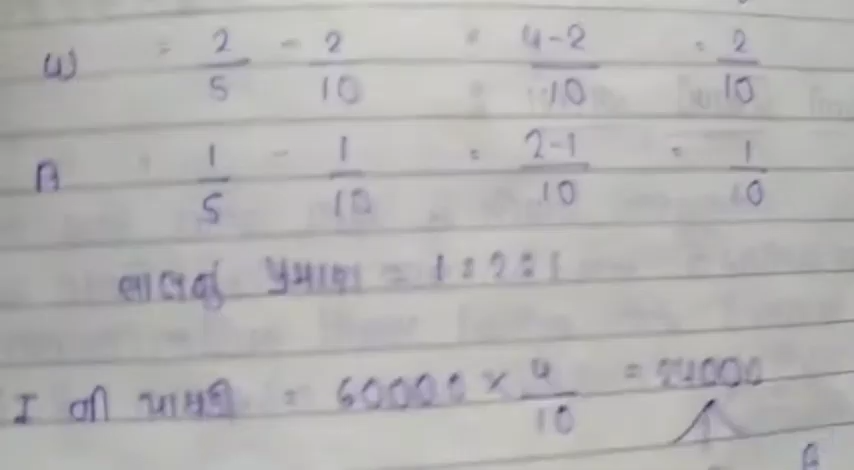 W = 2/5 - 2/10 = 4-2/10 = 2/10
A = 1/5 - 1/10 = 2-1/10 = 1/10
લાભનું પ્રમાણ = 1 : 2 : 1
I ની પાઘડી = 60000 × 4/10 = 24000